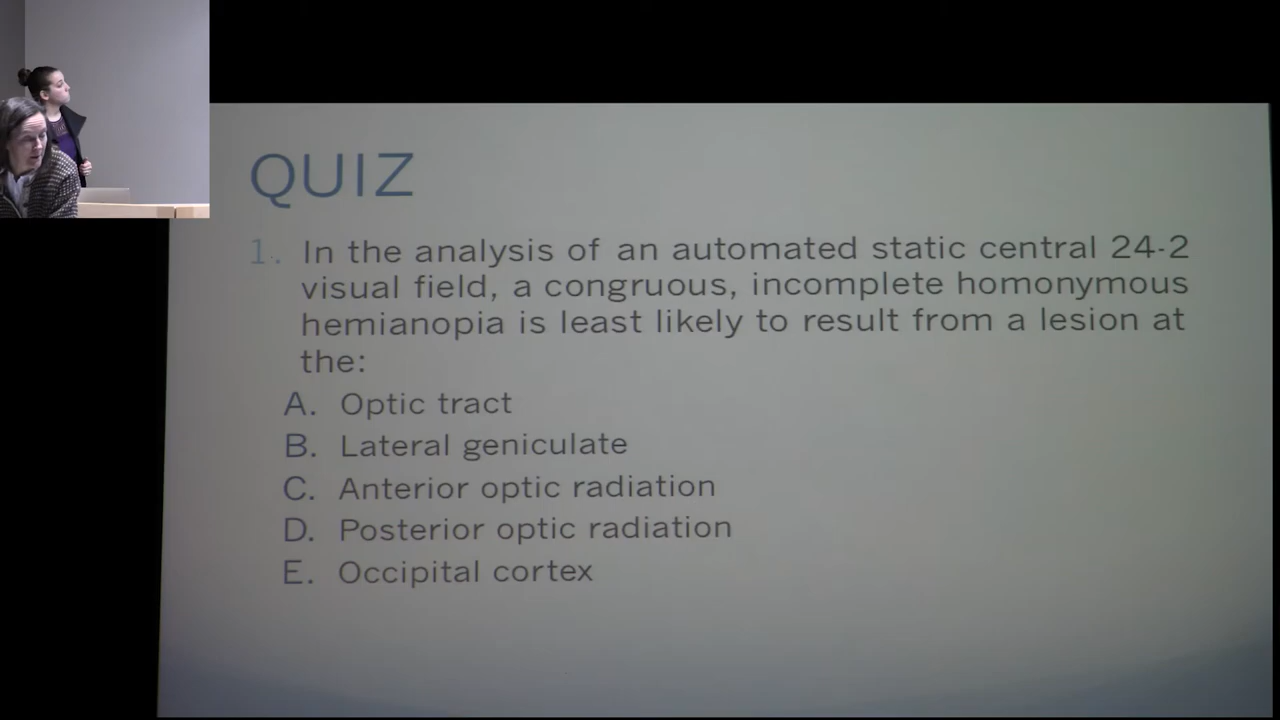 QUIZ
1. In the analysis of an automated static central 24-2
visual field, a congruous, incomplete homonymous
hemianopia is least likely to result from a lesion at
the:
A. Optic tract
B. Lateral geniculate
C. Anterior optic radiation
D. Posterior optic radiation
E. Occipital cortex